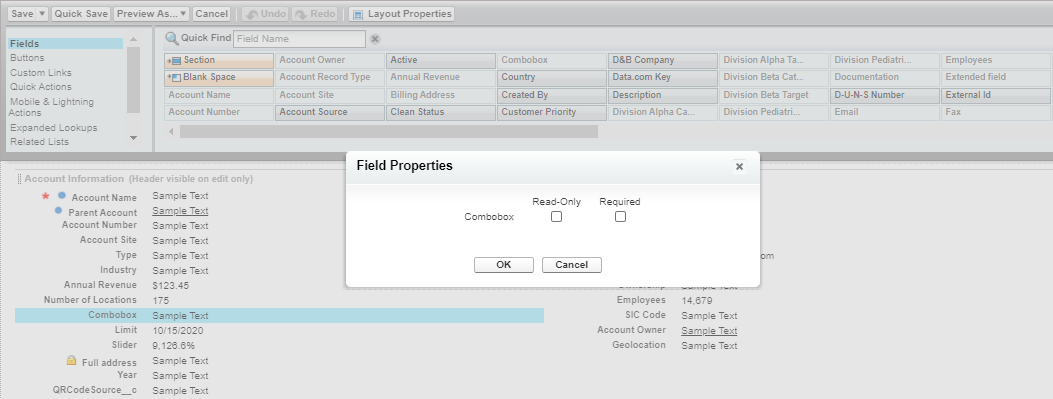 Save Quick Save Preview As... Cancel Undo Redo Layout Properties
Fields
Buttons
Custom Links
Quick Actions
Mobile & Lightning
Actions
Expanded Lookups
Related Lists
Quick Find Field Name
Section Account Owner Active Combobox D&B Company Division Alpha Ta... Division Pediatri... Employees
Blank Space Account Record Type Annual Revenue Country Data.com Key Division Beta Cat... Documentation Extended field
Account Name Account Site Billing Address Created By Description Division Beta Target D-U-N-S Number External Id
Account Number Account Source Clean Status Customer Priority Division Alpha Ca... Division Pediatri... Email Fax
Field Properties
Read-Only Required
Combobox
OK Cancel
Account Information (Header visible on edit only)
* Account Name Sample Text
Parent Account Sample Text
Account Number Sample Text
Account Site Sample Text
Type Sample Text
Industry Sample Text
Annual Revenue $123.45
Number of Locations 175
Combobox Sample Text
Limit 10/15/2020
Slider 9,126.6%
Full address Sample Text
Year Sample Text
QRCodeSource__c Sample Text
com
Ownership Sample Text
Employees 14,679
SIC Code Sample Text
Account Owner Sample Text
Geolocation Sample Text